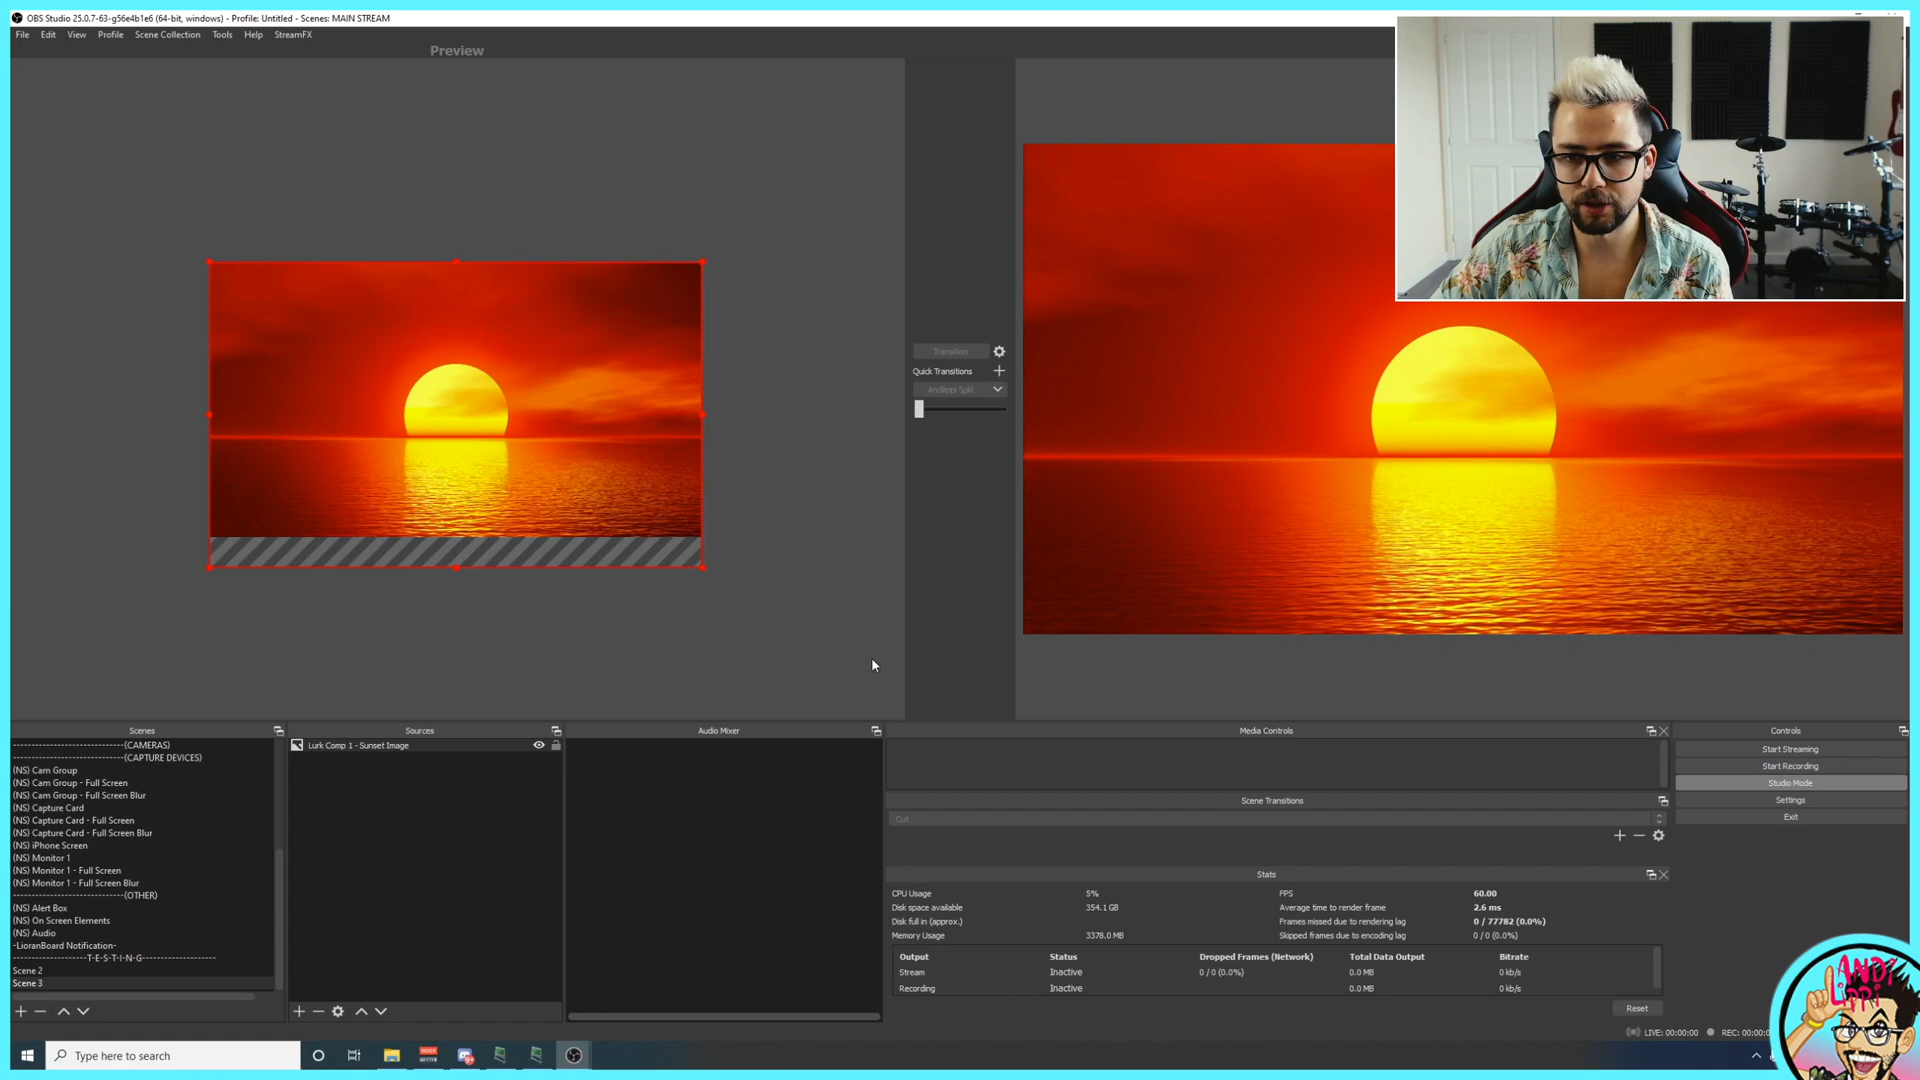 OBS Studio 25.0.7-63-g56e4b1e6 (64-bit, windows) - Profile: Untitled - Scenes: MAIN STREAM
File Edit View Profile Scene Collection Tools Help StreamFX
Preview
Transition
Quick Transitions
Andilippi Split
Scenes
------------------------------(CAMERAS)
------------------------------(CAPTURE DEVICES)
(NS) Cam Group
(NS) Cam Group - Full Screen
(NS) Cam Group - Full Screen Blur
(NS) Capture Card
(NS) Capture Card - Full Screen
(NS) Capture Card - Full Screen Blur
(NS) iPhone Screen
(NS) Monitor 1
(NS) Monitor 1 - Full Screen
(NS) Monitor 1 - Full Screen Blur
------------------------------(OTHER)
(NS) Alert Box
(NS) On Screen Elements
(NS) Audio
-LioranBoard Notification-
--------------------T-E-S-T-I-N-G--------------------
Scene 2
Scene 3
Sources
Lurk Comp 1 - Sunset Image
Audio Mixer
Media Controls
Scene Transitions
Cut
Stats
CPU Usage 5% FPS 60.00
Disk space available 354.1 GB Average time to render frame 2.6 ms
Disk full in (approx.) Frames missed due to rendering lag 0 / 77782 (0.0%)
Memory Usage 3378.0 MB Skipped frames due to encoding lag 0 / 0 (0.0%)
Output Status Dropped Frames (Network) Total Data Output Bitrate
Stream Inactive 0 / 0 (0.0%) 0.0 MB 0 kb/s
Recording Inactive 0.0 MB 0 kb/s
Reset
Controls
Start Streaming
Start Recording
Studio Mode
Settings
Exit
LIVE: 00:00:00 REC: 00:00:0
Type here to search
ANDI
LIPPI